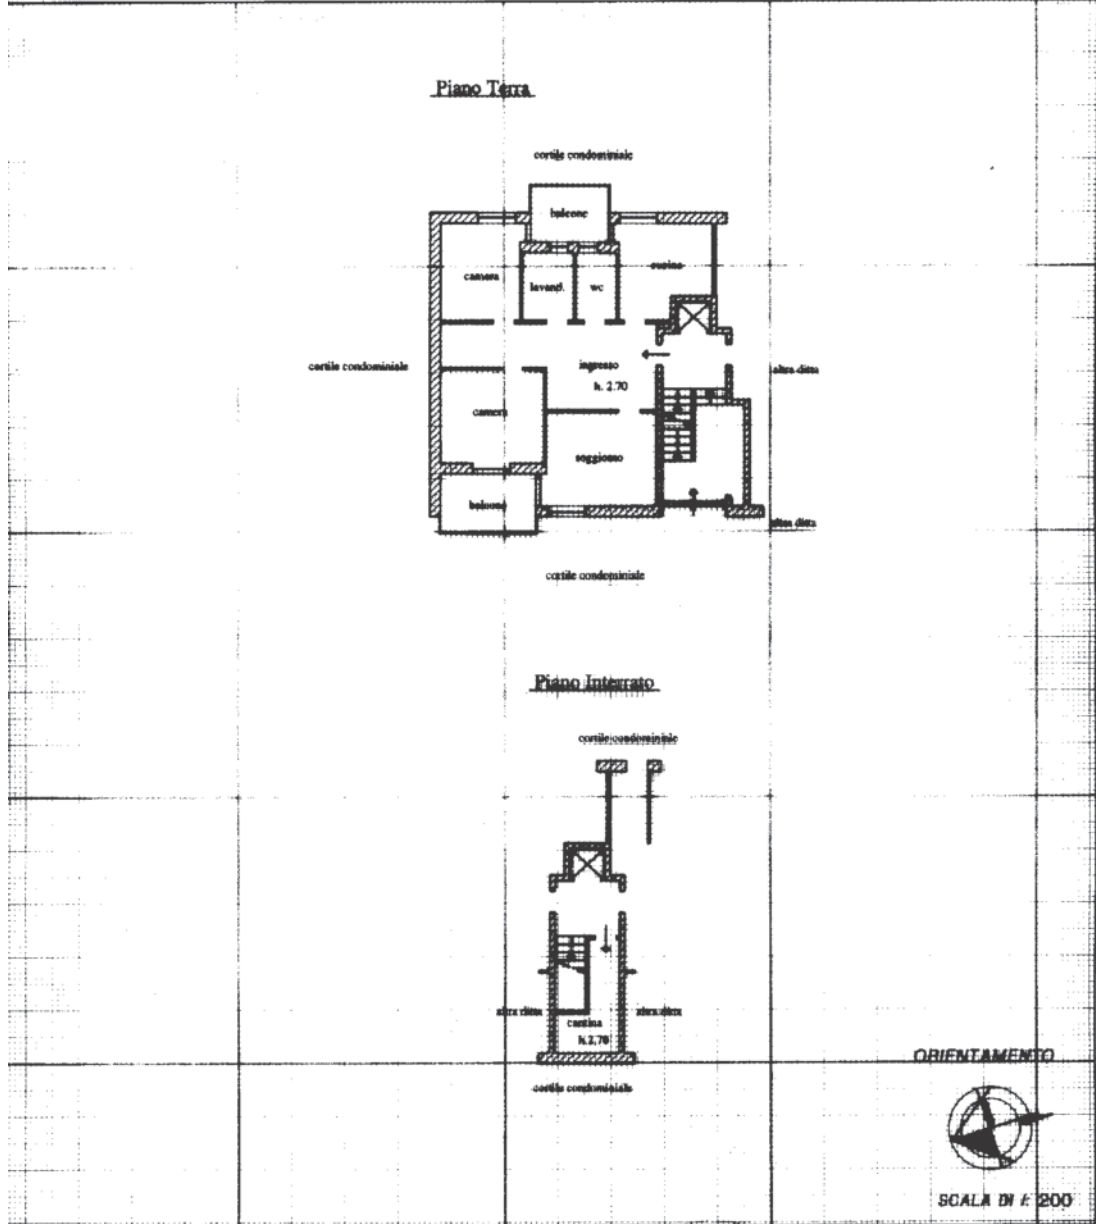 Piano Terra
cortile condominiale
balcone
cucina
camera
lavand.
wc
cortile condominiale
ingresso
altra ditta
h. 2.70
camera
soggiorno
balcone
altra ditta
cortile condominiale
Piano Interrato
cortile condominiale
altra ditta
altra ditta
cantina
h.2,70
cortile condominiale
ORIENTAMENTO
SCALA DI 1: 200